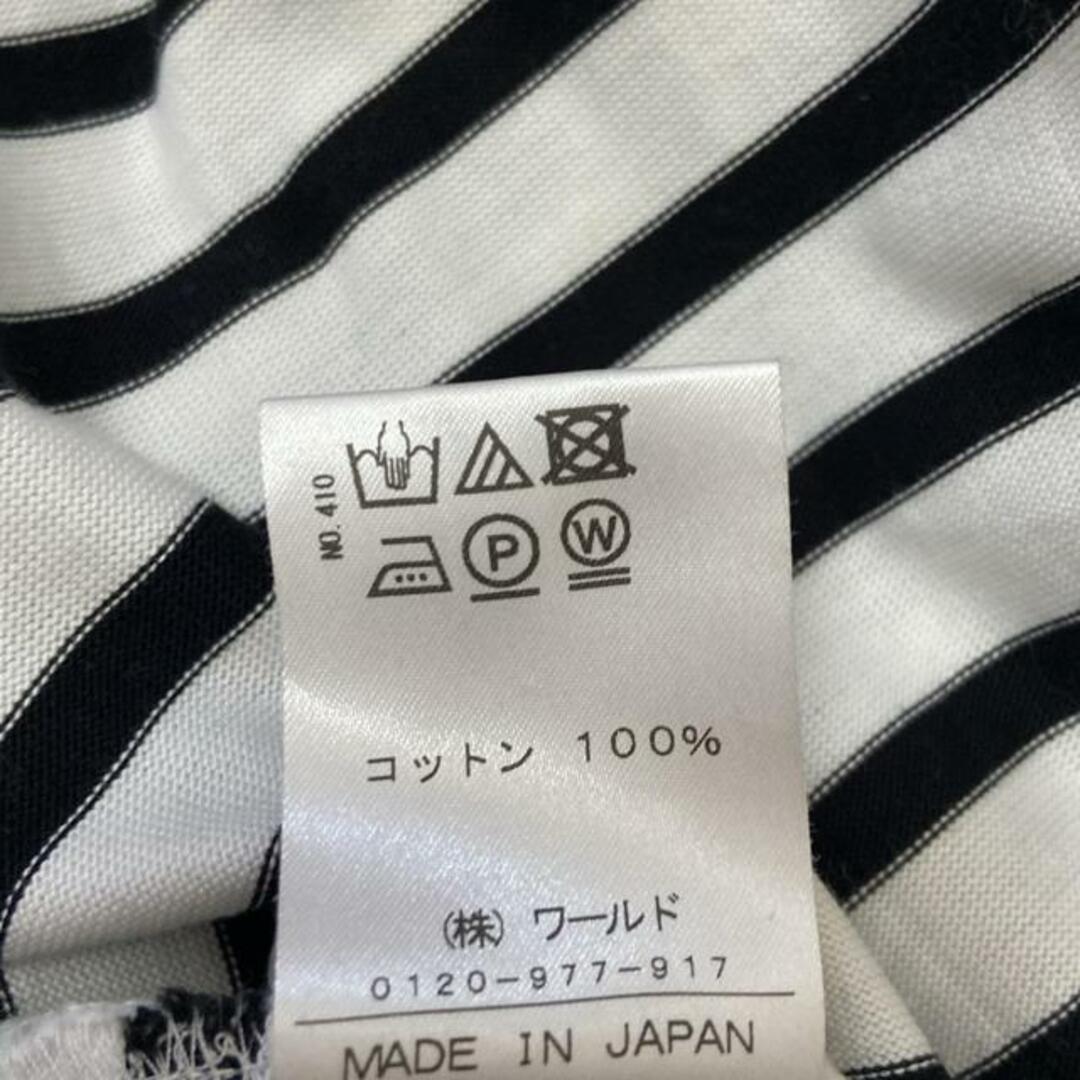 NO.410
P
W
コットン 100%
(株) ワールド
0120-977-917
MADE IN JAPAN